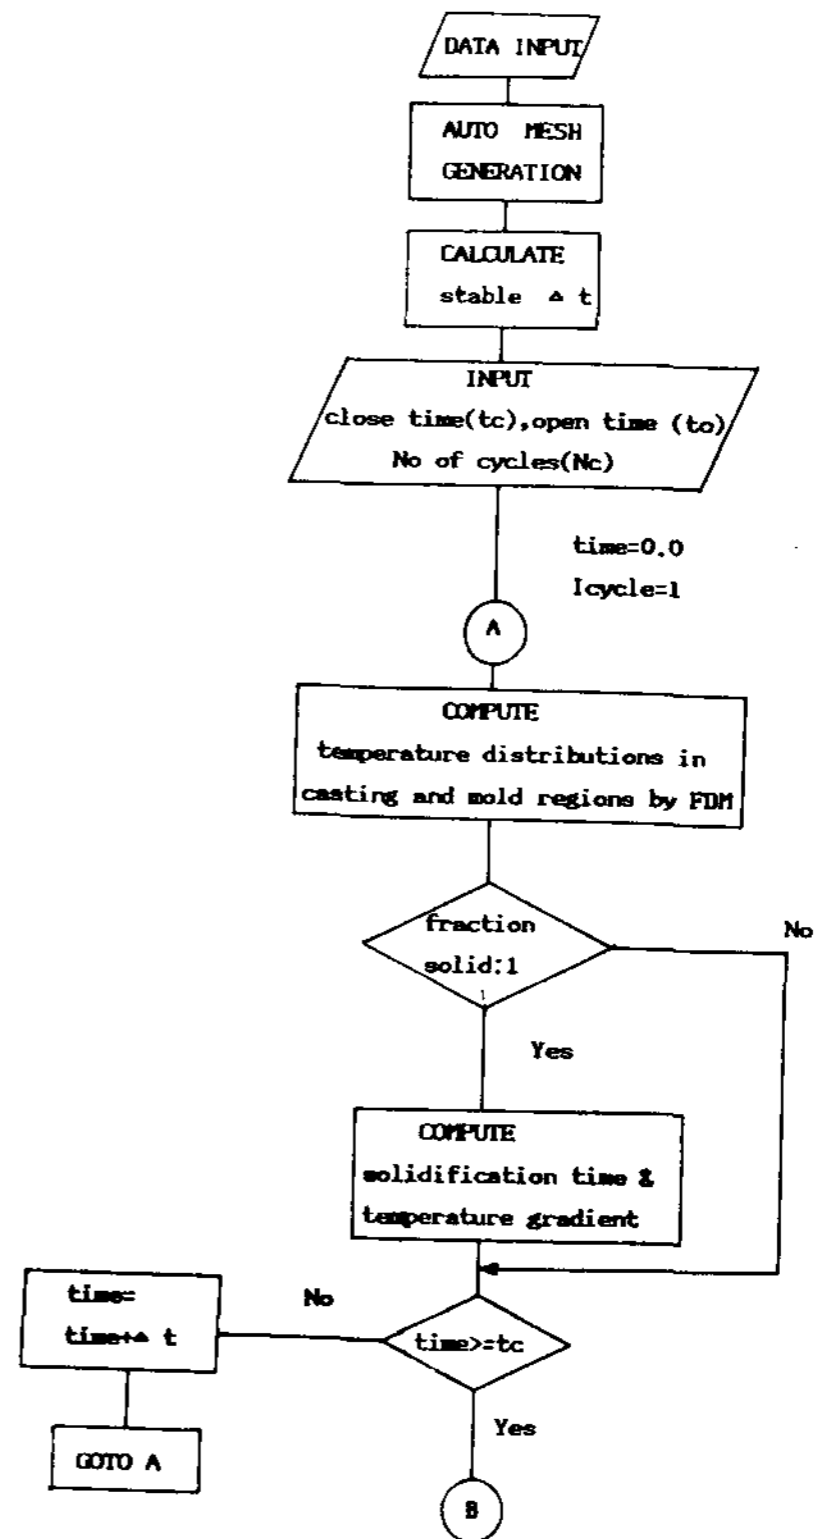 DATA INPUT
AUTO MESH
GENERATION
CALCULATE
stable Δ t
INPUT
close time(tc),open time (to)
No of cycles(Nc)
time=0.0
Icycle=1
A
COMPUTE
temperature distributions in
casting and mold regions by FDM
fraction
solid:1
No
Yes
COMPUTE
solidification time &
temperature gradient
time=
time+Δ t
No
time>=tc
GOTO A
Yes
B